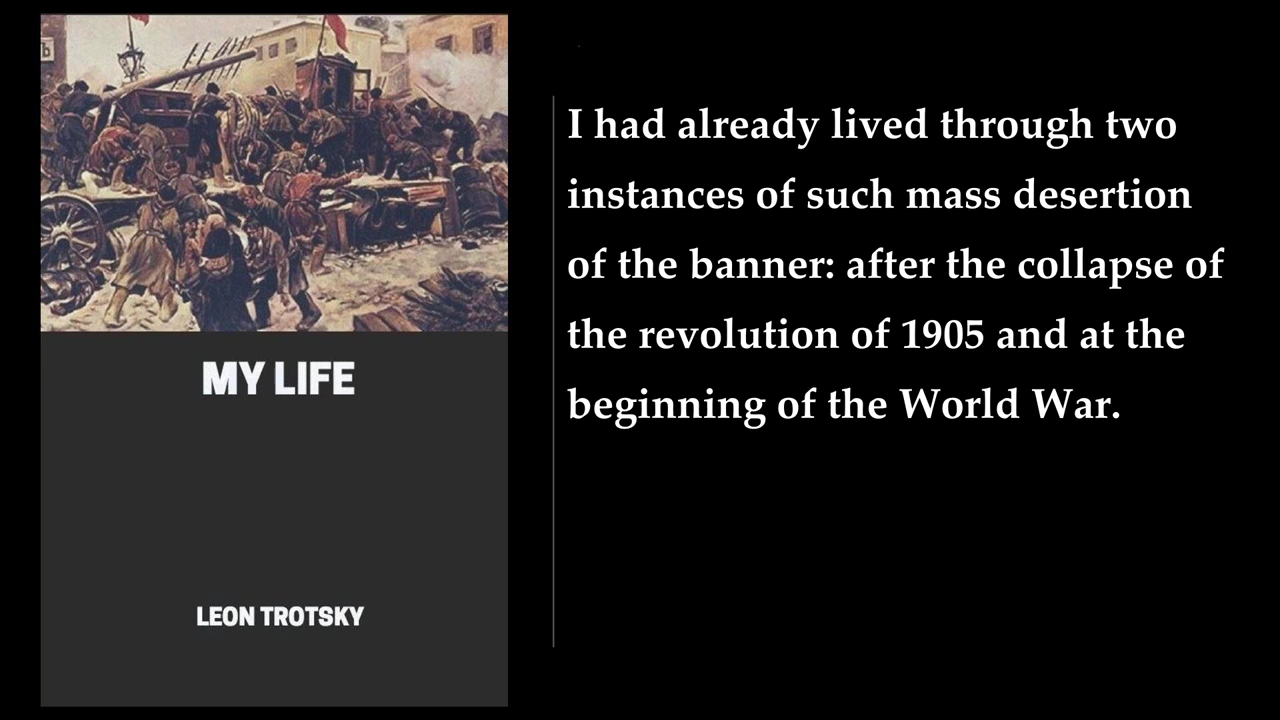 MY LIFE
LEON TROTSKY
I had already lived through two
instances of such mass desertion
of the banner: after the collapse of
the revolution of 1905 and at the
beginning of the World War.